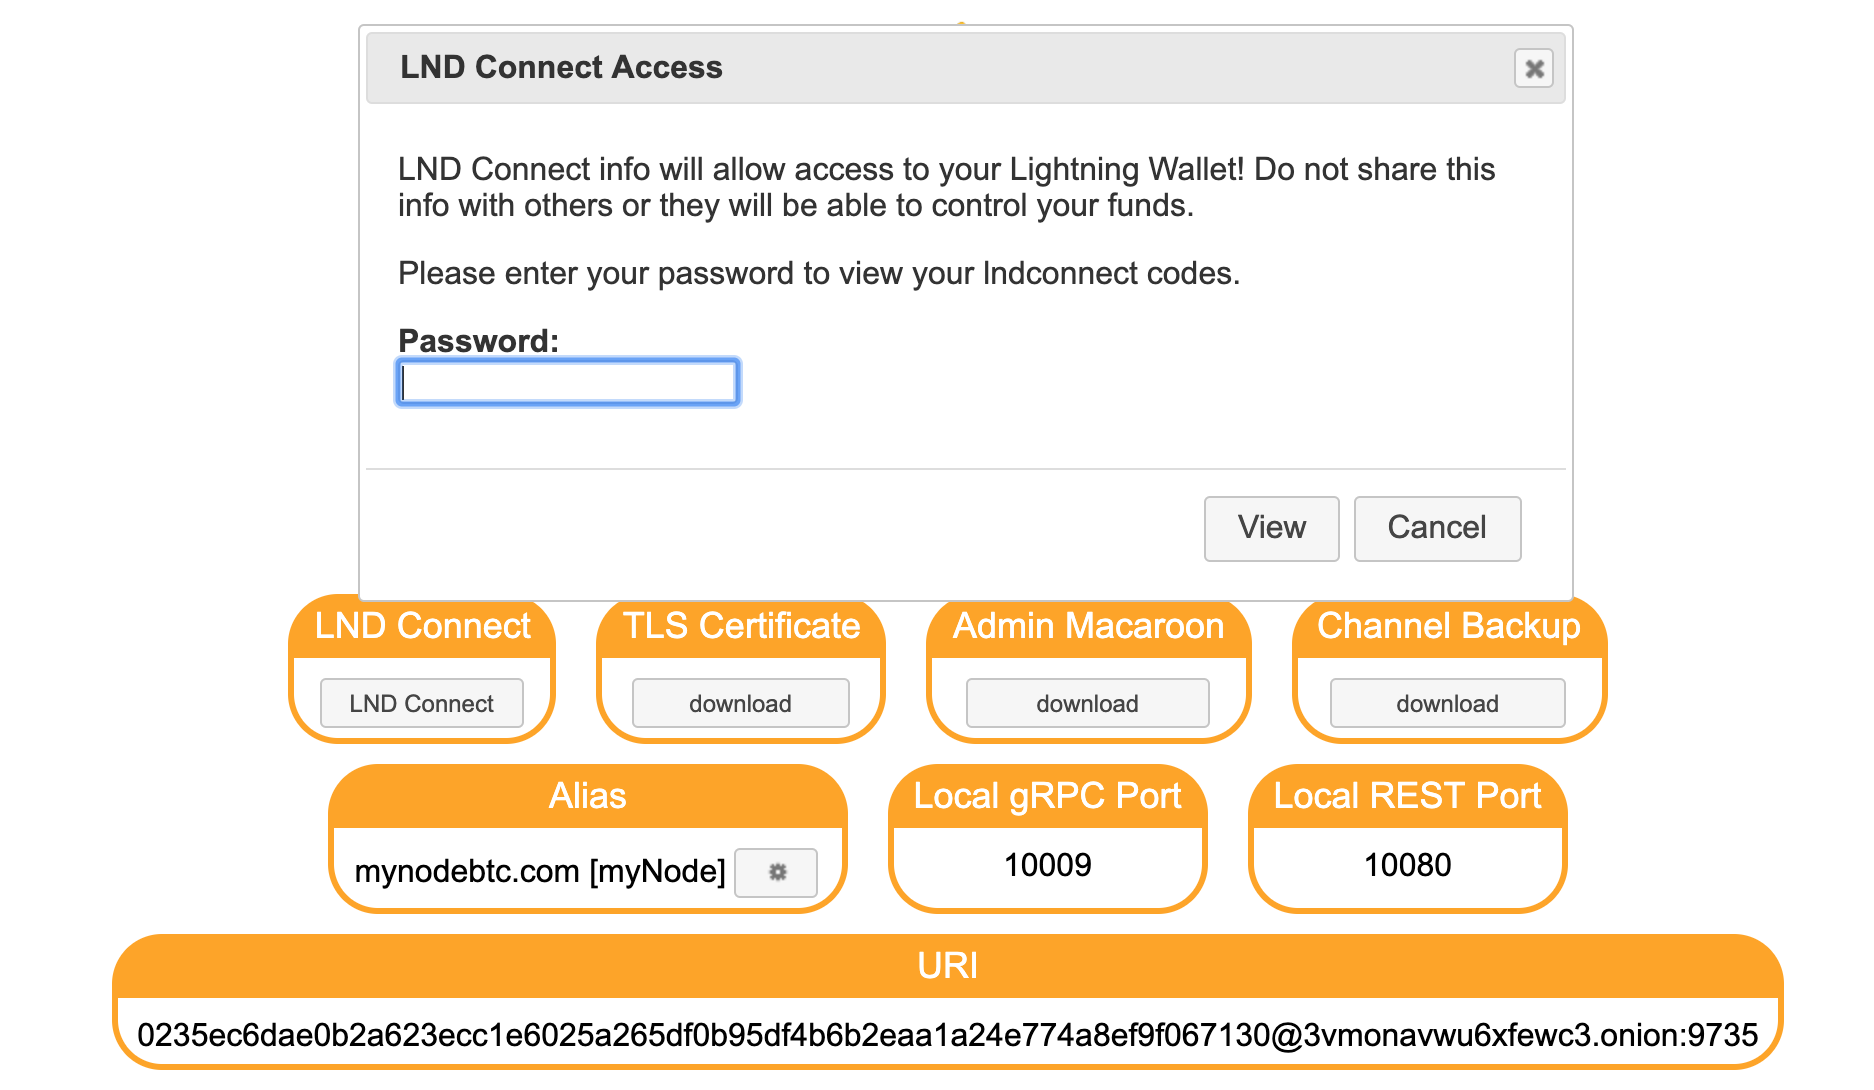 LND Connect Access
LND Connect info will allow access to your Lightning Wallet! Do not share this
info with others or they will be able to control your funds.
Please enter your password to view your lndconnect codes.
Password:
View Cancel
LND Connect TLS Certificate Admin Macaroon Channel Backup
LND Connect download download download
Alias Local gRPC Port Local REST Port
mynodebtc.com [myNode] 10009 10080
URI
0235ec6dae0b2a623ecc1e6025a265df0b95df4b6b2eaa1a24e774a8ef9f067130@3vmonavwu6xfewc3.onion:9735